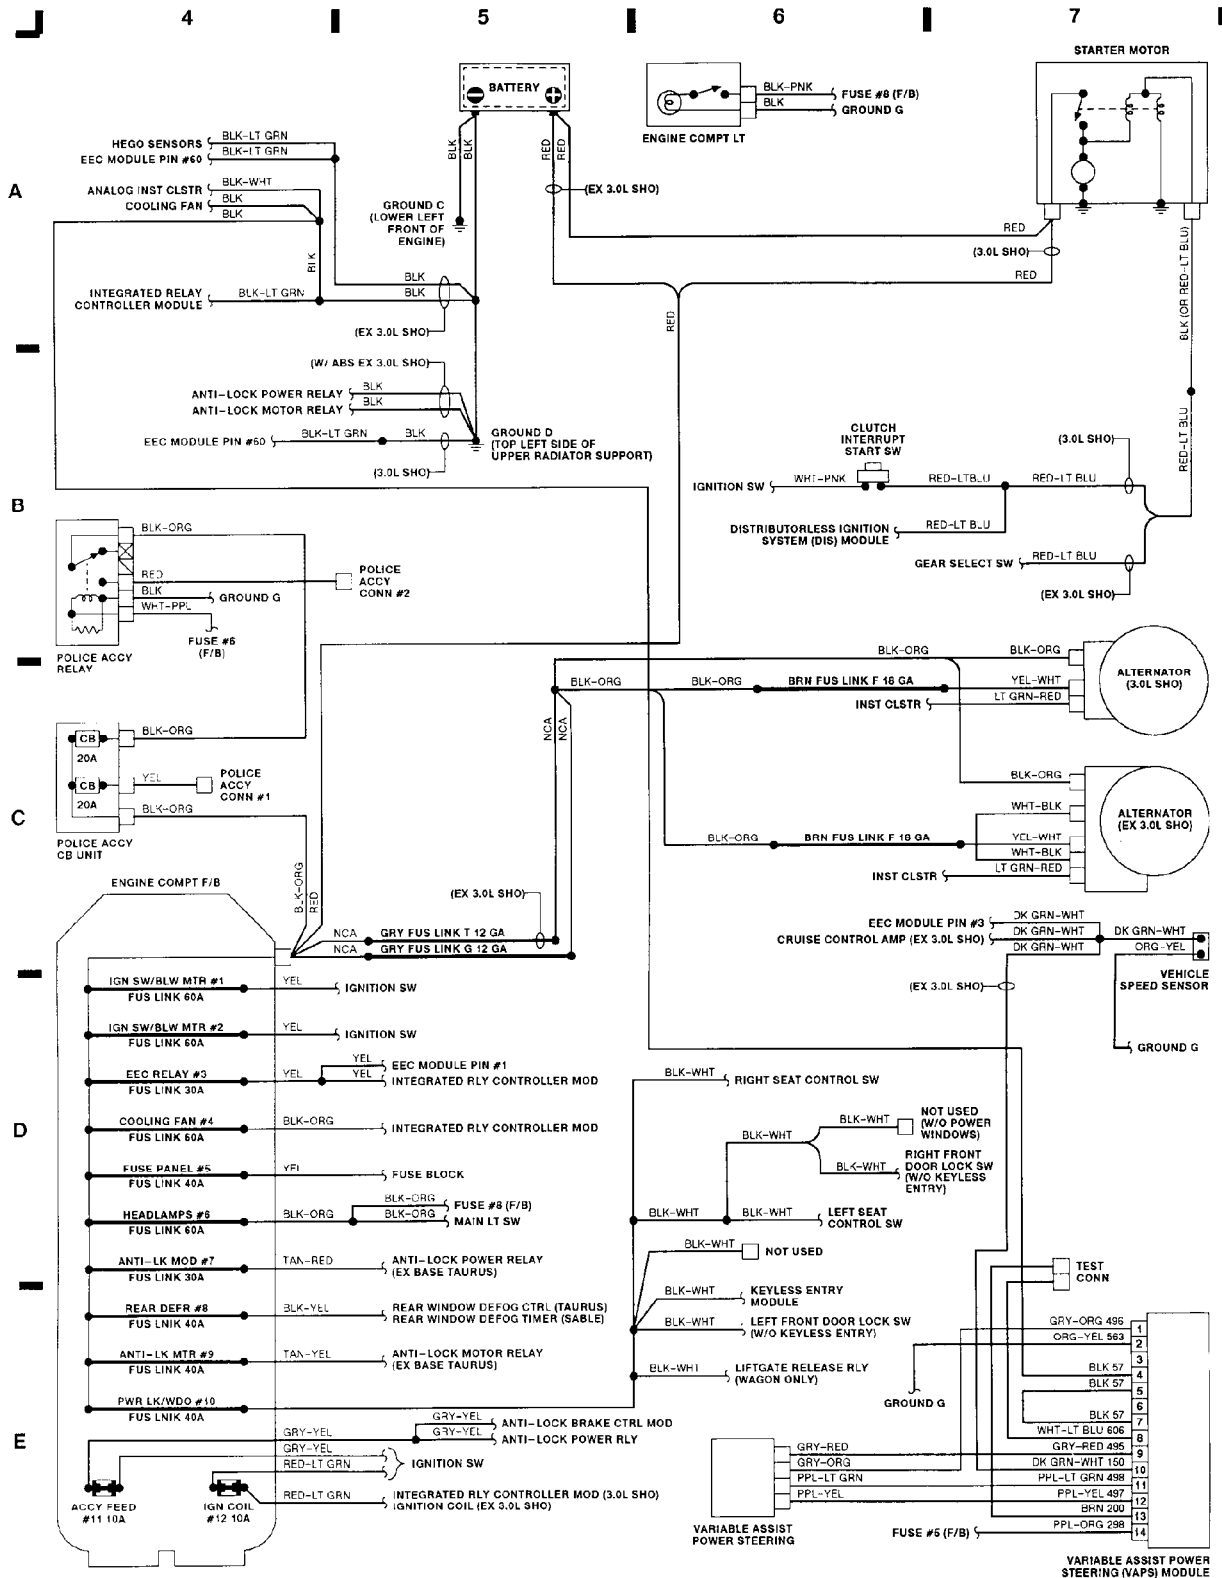 4
5
6
7
STARTER MOTOR
BATTERY
BLK-PNK
FUSE #8 (F/B)
BLK
GROUND G
ENGINE COMPT LT
HEGO SENSORS
BLK-LT GRN
EEC MODULE PIN #60
BLK-LT GRN
BLK
BLK
RED
RED
A
ANALOG INST CLSTR
BLK-WHT
COOLING FAN
BLK
BLK
(EX 3.0L SHO)
GROUND C
(LOWER LEFT
FRONT OF
ENGINE)
RED
(3.0L SHO)
BLK
BLK
RED
INTEGRATED RELAY
CONTROLLER MODULE
BLK-LT GRN
BLK
(EX 3.0L SHO)
RED
BLK (OR RED-LT BLU)
(W/ ABS EX 3.0L SHO)
ANTI-LOCK POWER RELAY
BLK
ANTI-LOCK MOTOR RELAY
BLK
EEC MODULE PIN #60
BLK-LT GRN
BLK
GROUND D
(TOP LEFT SIDE OF
UPPER RADIATOR SUPPORT)
(3.0L SHO)
CLUTCH
INTERRUPT
START SW
(3.0L SHO)
RED-LT BLU
IGNITION SW
WHT-PNK
RED-LT BLU
RED-LT BLU
B
DISTRIBUTORLESS IGNITION
SYSTEM (DIS) MODULE
RED-LT BLU
GEAR SELECT SW
RED-LT BLU
(EX 3.0L SHO)
BLK-ORG
RED
POLICE
ACCY
CONN #2
BLK
GROUND G
WHT-PPL
FUSE #6
(F/B)
POLICE ACCY
RELAY
BLK-ORG
BLK-ORG
ALTERNATOR
(3.0L SHO)
BLK-ORG
BLK-ORG
BRN FUS LINK F 18 GA
YEL-WHT
INST CLSTR
LT GRN-RED
NCA
NCA
CB
20A
BLK-ORG
CB
20A
YEL
POLICE
ACCY
CONN #1
BLK-ORG
C
POLICE ACCY
CB UNIT
BLK-ORG
WHT-BLK
ALTERNATOR
(EX 3.0L SHO)
BLK-ORG
BRN FUS LINK F 18 GA
YEL-WHT
WHT-BLK
INST CLSTR
LT GRN-RED
ENGINE COMPT F/B
BLK-ORG
RED
(EX 3.0L SHO)
NCA
GRY FUS LINK T 12 GA
NCA
GRY FUS LINK G 12 GA
EEC MODULE PIN #3
DK GRN-WHT
CRUISE CONTROL AMP (EX 3.0L SHO)
DK GRN-WHT
DK GRN-WHT
DK GRN-WHT
ORG-YEL
VEHICLE
SPEED SENSOR
(EX 3.0L SHO)
GROUND G
IGN SW/BLW MTR #1
FUS LINK 60A
YEL
IGNITION SW
IGN SW/BLW MTR #2
FUS LINK 60A
YEL
IGNITION SW
EEC RELAY #3
FUS LINK 30A
YEL
YEL
EEC MODULE PIN #1
YEL
INTEGRATED RLY CONTROLLER MOD
D
COOLING FAN #4
FUS LINK 60A
BLK-ORG
INTEGRATED RLY CONTROLLER MOD
FUSE PANEL #5
FUS LINK 40A
YEL
FUSE BLOCK
HEADLAMPS #6
FUS LINK 60A
BLK-ORG
BLK-ORG
FUSE #8 (F/B)
BLK-ORG
MAIN LT SW
ANTI-LK MOD #7
FUS LINK 30A
TAN-RED
ANTI-LOCK POWER RELAY
(EX BASE TAURUS)
REAR DEFR #8
FUS LNIK 40A
BLK-YEL
REAR WINDOW DEFOG CTRL (TAURUS)
REAR WINDOW DEFOG TIMER (SABLE)
ANTI-LK MTR #9
FUS LINK 40A
TAN-YEL
ANTI-LOCK MOTOR RELAY
(EX BASE TAURUS)
PWR LK/WDO #10
FUS LNIK 40A
BLK-WHT
RIGHT SEAT CONTROL SW
BLK-WHT
NOT USED
(W/O POWER
WINDOWS)
BLK-WHT
BLK-WHT
RIGHT FRONT
DOOR LOCK SW
(W/O KEYLESS
ENTRY)
BLK-WHT
BLK-WHT
LEFT SEAT
CONTROL SW
BLK-WHT
NOT USED
BLK-WHT
KEYLESS ENTRY
MODULE
BLK-WHT
LEFT FRONT DOOR LOCK SW
(W/O KEYLESS ENTRY)
BLK-WHT
LIFTGATE RELEASE RLY
(WAGON ONLY)
TEST
CONN
GROUND G
E
GRY-YEL
GRY-YEL
ANTI-LOCK BRAKE CTRL MOD
GRY-YEL
ANTI-LOCK POWER RLY
GRY-YEL
RED-LT GRN
IGNITION SW
RED-LT GRN
INTEGRATED RLY CONTROLLER MOD (3.0L SHO)
IGNITION COIL (EX 3.0L SHO)
ACCY FEED
#11 10A
IGN COIL
#12 10A
GRY-RED
GRY-ORG
PPL-LT GRN
PPL-YEL
VARIABLE ASSIST
POWER STEERING
GRY-ORG 496 1
ORG-YEL 563 2
3
BLK 57 4
BLK 57 5
6
BLK 57 7
WHT-LT BLU 606 8
GRY-RED 495 9
DK GRN-WHT 150 10
PPL-LT GRN 498 11
PPL-YEL 497 12
BRN 200 13
FUSE #6 (F/B)
PPL-ORG 298 14
VARIABLE ASSIST POWER
STEERING (VAPS) MODULE